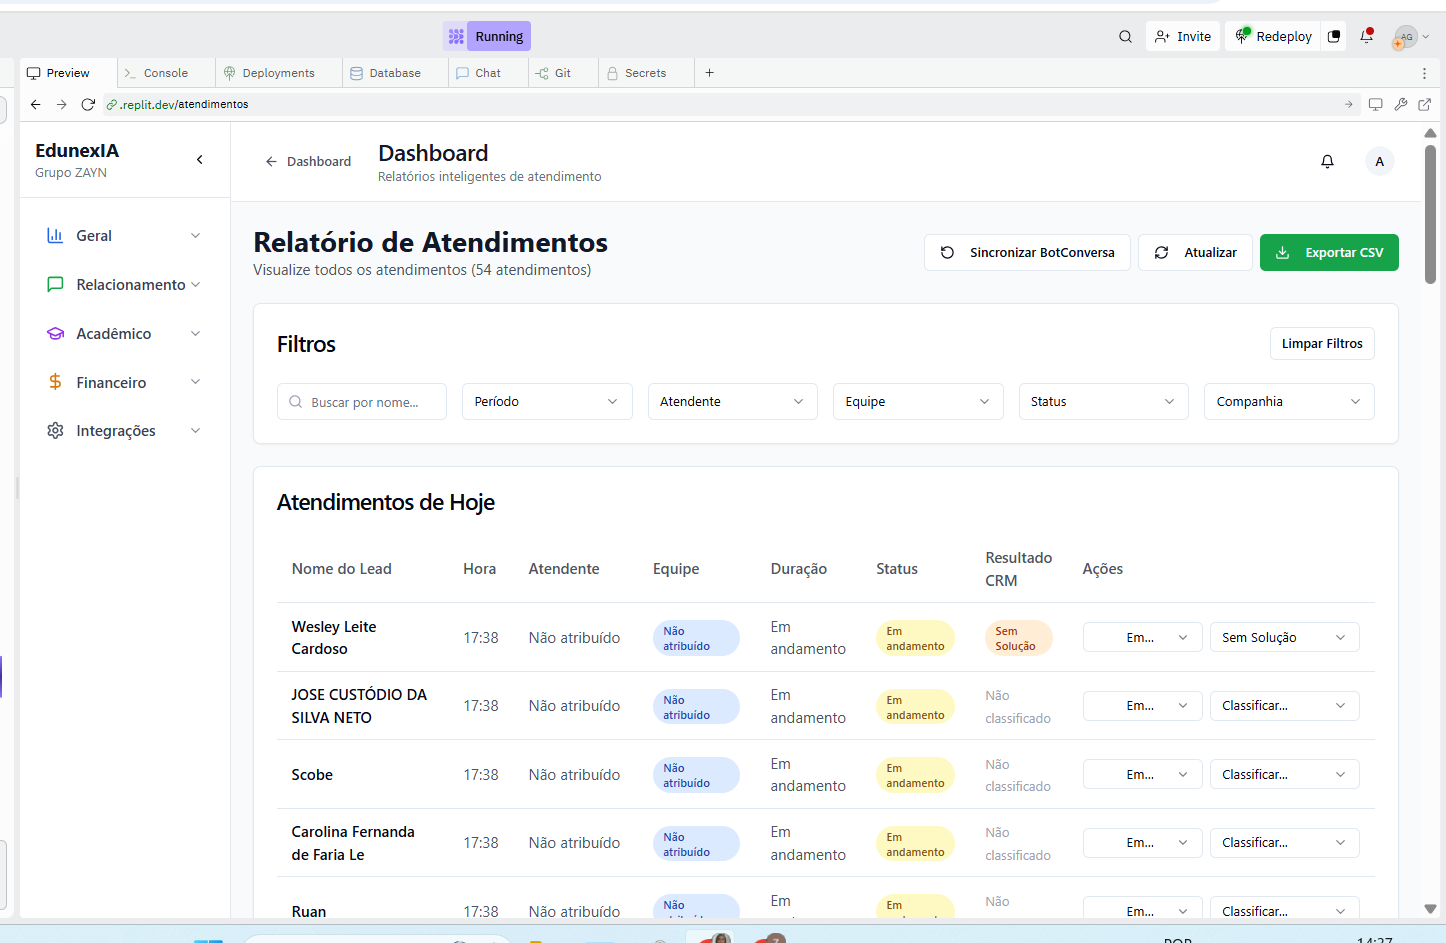 Running
Invite
Redeploy
AG
Preview
Console
Deployments
Database
Chat
Git
Secrets
.replit.dev/atendimentos
EdunexIA
Grupo ZAYN
Dashboard
Dashboard
Relatórios inteligentes de atendimento
A
Geral
Relacionamento
Acadêmico
Financeiro
Integrações
Relatório de Atendimentos
Visualize todos os atendimentos (54 atendimentos)
Sincronizar BotConversa
Atualizar
Exportar CSV
Filtros
Limpar Filtros
Buscar por nome...
Período
Atendente
Equipe
Status
Companhia
Atendimentos de Hoje
Nome do Lead
Hora
Atendente
Equipe
Duração
Status
Resultado
CRM
Ações
Wesley Leite
Cardoso
17:38
Não atribuído
Não
atribuído
Em
andamento
Em
andamento
Sem
Solução
Em...
Sem Solução
JOSE CUSTÓDIO DA
SILVA NETO
17:38
Não atribuído
Não
atribuído
Em
andamento
Em
andamento
Não
classificado
Em...
Classificar...
Scobe
17:38
Não atribuído
Não
atribuído
Em
andamento
Em
andamento
Não
classificado
Em...
Classificar...
Carolina Fernanda
de Faria Le
17:38
Não atribuído
Não
atribuído
Em
andamento
Em
andamento
Não
classificado
Em...
Classificar...
Ruan
17:38
Não atribuído
Não
Em
Em
Não
Em...
Classificar...